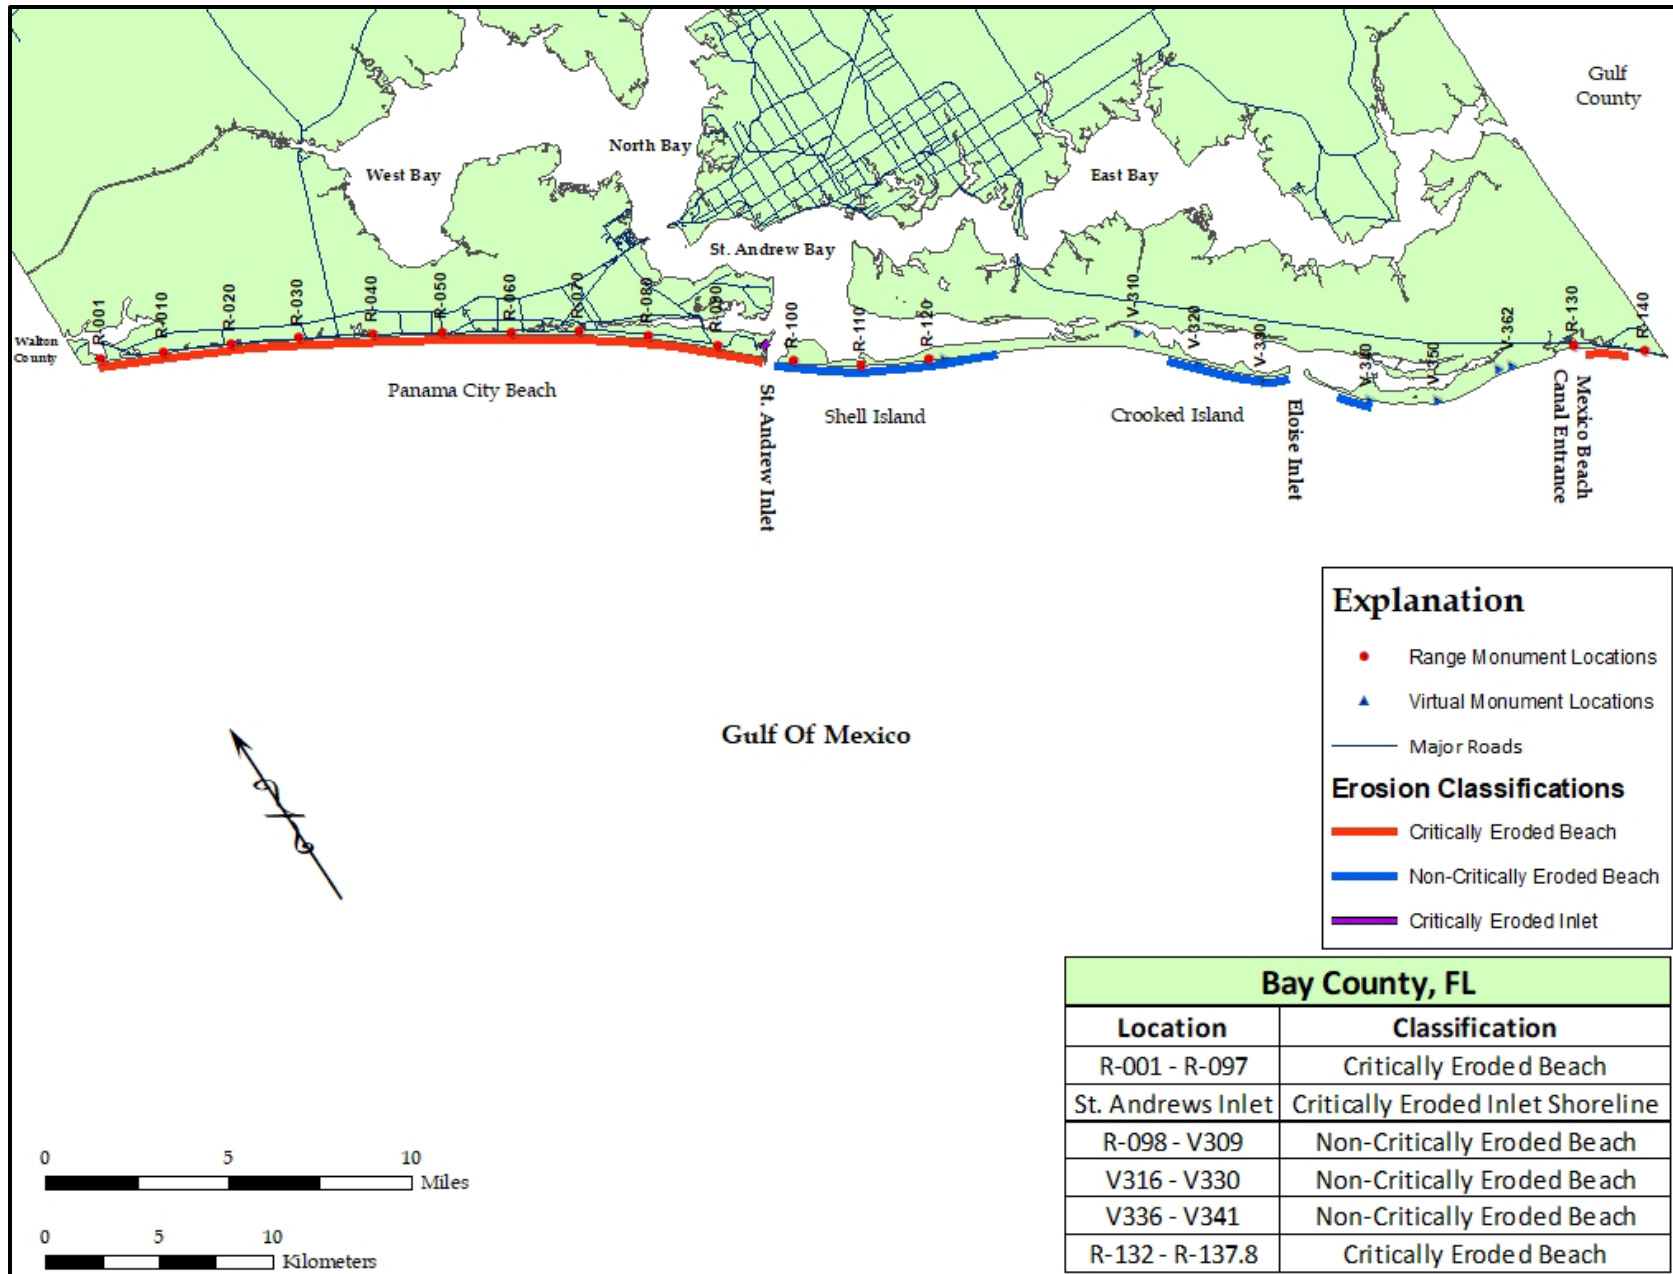 Gulf
County
North Bay
West Bay
East Bay
St. Andrew Bay
Walton
County
R-001
R-010
R-020
R-030
R-040
R-050
R-060
R-070
R-080
R-090
R-100
R-110
R-120
V-310
V-320
V-330
V-340
V-350
V-362
R-130
R-140
Panama City Beach
St. Andrew Inlet
Shell Island
Crooked Island
Eloise Inlet
Mexico Beach
Canal Entrance
Gulf Of Mexico
Explanation
Range Monument Locations
Virtual Monument Locations
Major Roads
Erosion Classifications
Critically Eroded Beach
Non-Critically Eroded Beach
Critically Eroded Inlet
Bay County, FL
Location Classification
R-001 - R-097 Critically Eroded Beach
St. Andrews Inlet Critically Eroded Inlet Shoreline
R-098 - V309 Non-Critically Eroded Beach
V316 - V330 Non-Critically Eroded Beach
V336 - V341 Non-Critically Eroded Beach
R-132 - R-137.8 Critically Eroded Beach
0 5 10
Miles
0 5 10
Kilometers